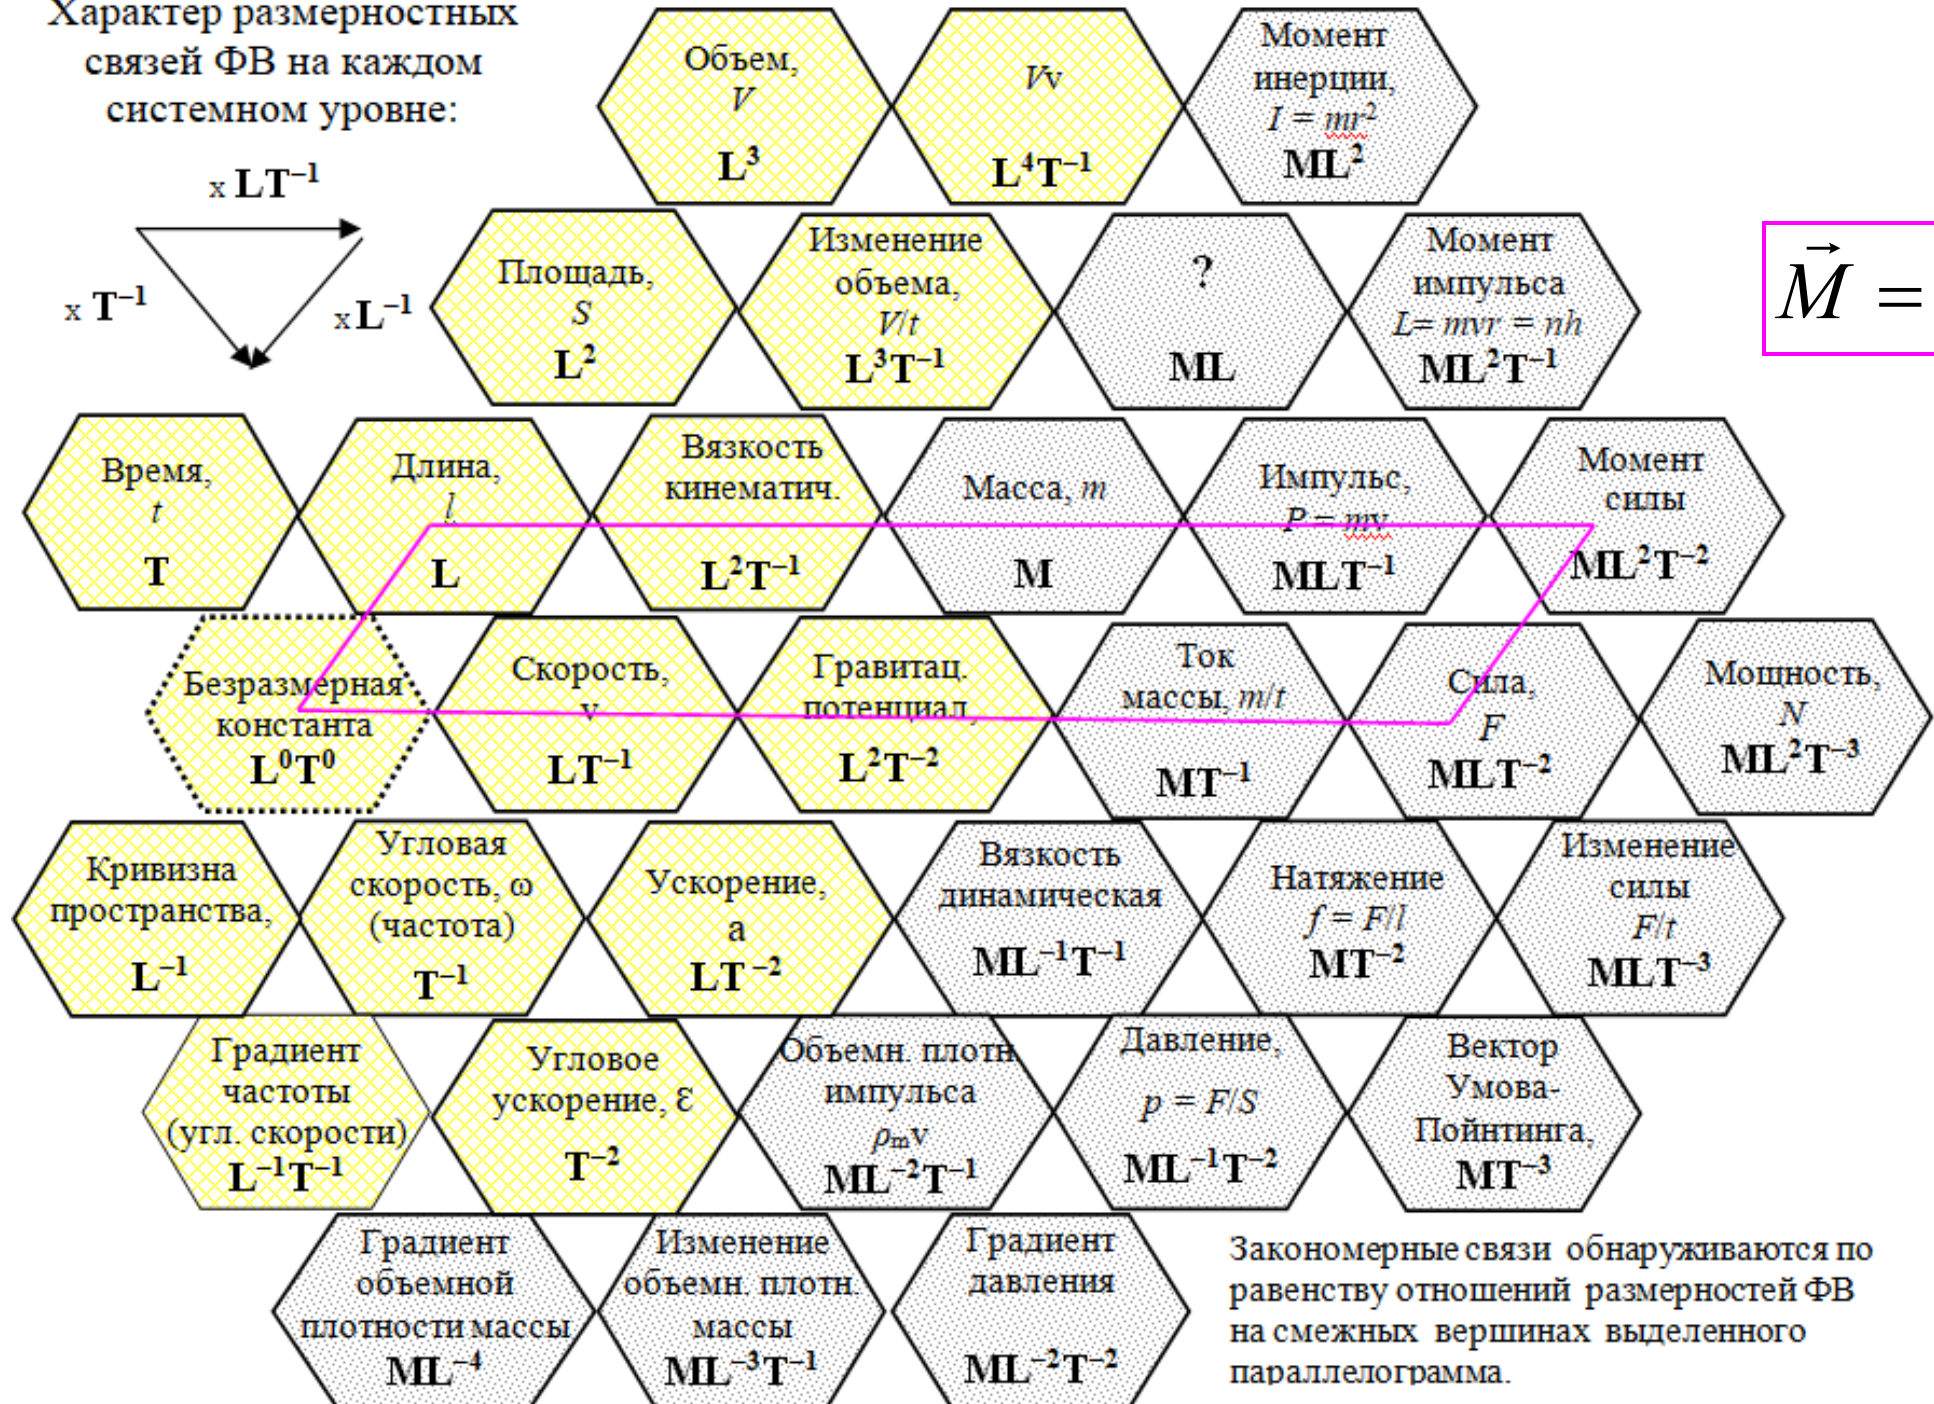 Характер размерностных
связей ФВ на каждом
системном уровне:
x LT⁻¹
x T⁻¹
x L⁻¹
Объем,
V
L³
Vv
L⁴T⁻¹
Момент
инерции,
I = mr²
ML²
Площадь,
S
L²
Изменение
объема,
V/t
L³T⁻¹
?
ML
Момент
импульса
L= mvr = nh
ML²T⁻¹
M⃗ =
Время,
t
T
Длина,
l
L
Вязкость
кинематич.
L²T⁻¹
Масса, m
M
Импульс,
P = mv
MLT⁻¹
Момент
силы
ML²T⁻²
Безразмерная
константа
L⁰T⁰
Скорость,
v
LT⁻¹
Гравитац.
потенциал,
L²T⁻²
Ток
массы, m/t
MT⁻¹
Сила,
F
MLT⁻²
Мощность,
N
ML²T⁻³
Кривизна
пространства,
L⁻¹
Угловая
скорость, ω
(частота)
T⁻¹
Ускорение,
a
LT⁻²
Вязкость
динамическая
ML⁻¹T⁻¹
Натяжение
f = F/l
MT⁻²
Изменение
силы
F/t
MLT⁻³
Градиент
частоты
(угл. скорости)
L⁻¹T⁻¹
Угловое
ускорение, Ɛ
T⁻²
Объемн. плотн
импульса
ρₘv
ML⁻²T⁻¹
Давление,
p = F/S
ML⁻¹T⁻²
Вектор
Умова-
Пойнтинга,
MT⁻³
Градиент
объемной
плотности массы
ML⁻⁴
Изменение
объемн. плотн.
массы
ML⁻³T⁻¹
Градиент
давления
ML⁻²T⁻²
Закономерные связи обнаруживаются по
равенству отношений размерностей ФВ
на смежных вершинах выделенного
параллелограмма.